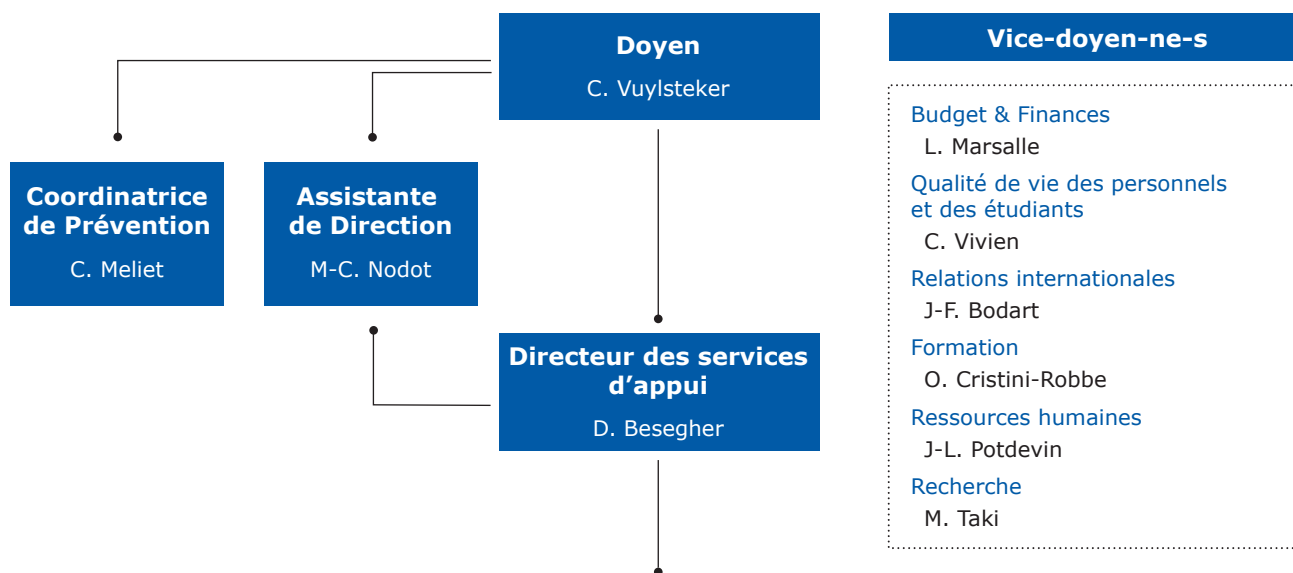 Doyen
C. Vuylsteker
Coordinatrice
de Prévention
C. Meliet
Assistante
de Direction
M-C. Nodot
Directeur des services
d’appui
D. Besegher
Vice-doyen-ne-s
Budget & Finances
L. Marsalle
Qualité de vie des personnels
et des étudiants
C. Vivien
Relations internationales
J-F. Bodart
Formation
O. Cristini-Robbe
Ressources humaines
J-L. Potdevin
Recherche
M. Taki